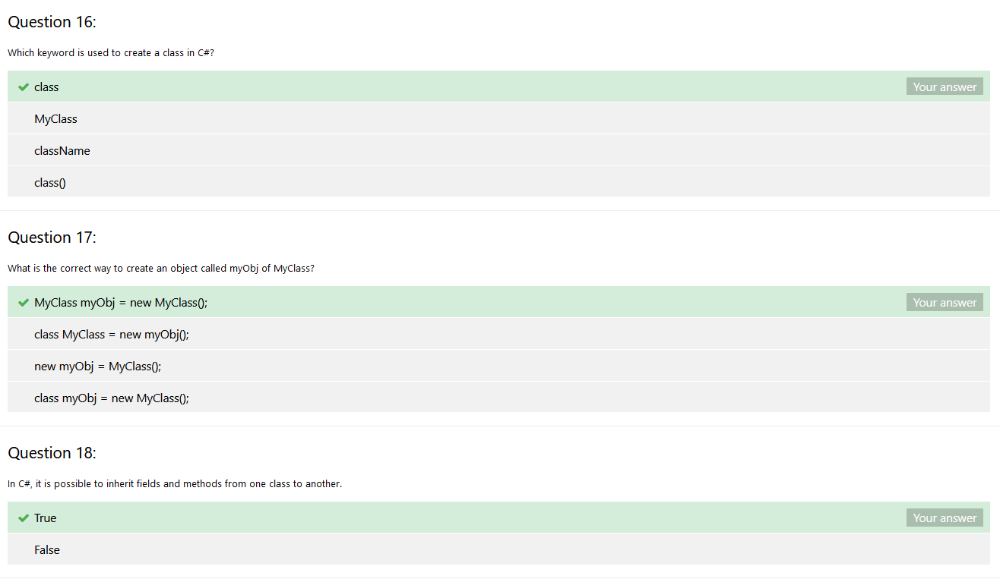 Question 16:
Which keyword is used to create a class in C#?
class Your answer
MyClass
className
class()
Question 17:
What is the correct way to create an object called myObj of MyClass?
MyClass myObj = new MyClass(); Your answer
class MyClass = new myObj();
new myObj = MyClass();
class myObj = new MyClass();
Question 18:
In C#, it is possible to inherit fields and methods from one class to another.
True Your answer
False